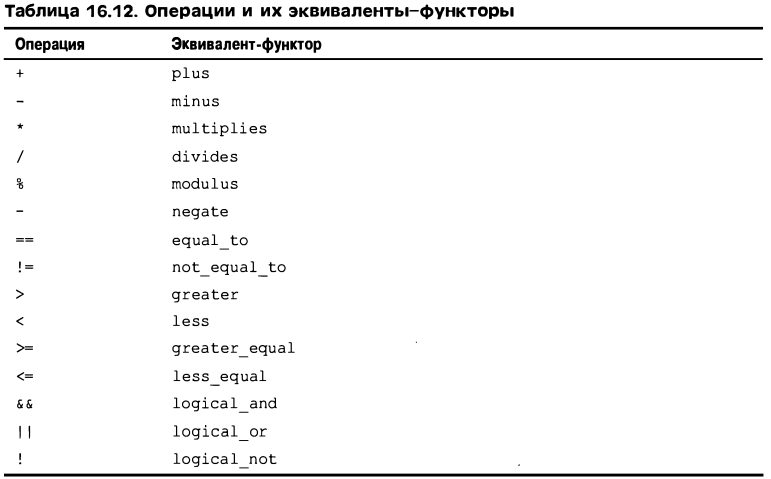 Таблица 16.12. Операции и их эквиваленты–функторы
Операция Эквивалент-функтор
+ plus
- minus
* multiplies
/ divides
% modulus
- negate
== equal_to
!= not_equal_to
> greater
< less
>= greater_equal
<= less_equal
&& logical_and
|| logical_or
! logical_not